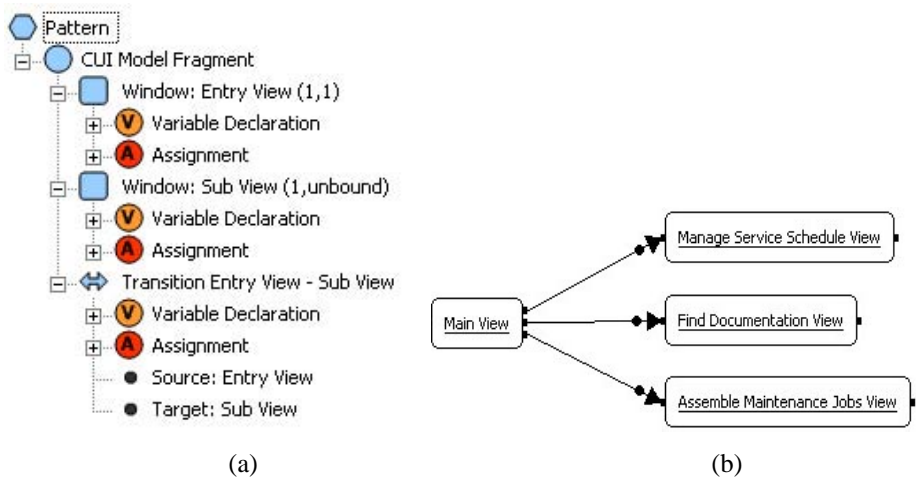 Pattern
CUI Model Fragment
Window: Entry View (1,1)
V Variable Declaration
A Assignment
Window: Sub View (1,unbound)
V Variable Declaration
A Assignment
Transition Entry View - Sub View
V Variable Declaration
A Assignment
Source: Entry View
Target: Sub View
(a)
Main View
Manage Service Schedule View
Find Documentation View
Assemble Maintenance Jobs View
(b)